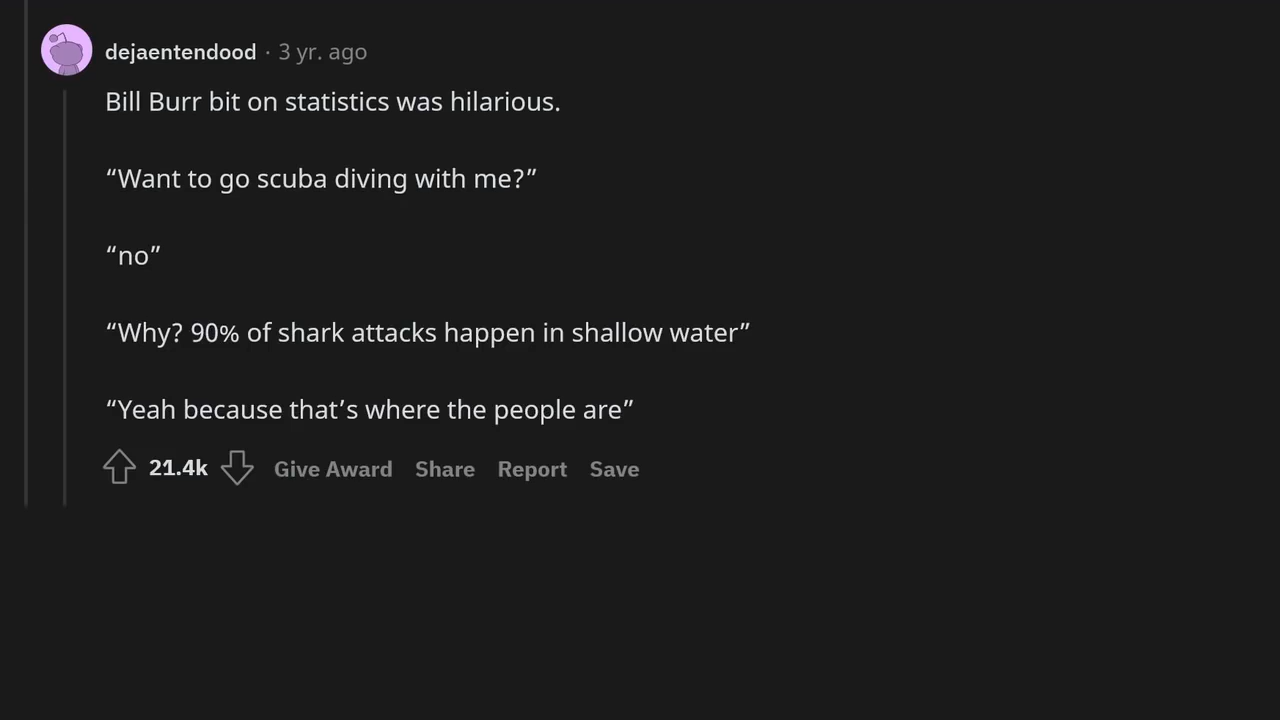 dejaentendood · 3 yr. ago
Bill Burr bit on statistics was hilarious.
“Want to go scuba diving with me?”
“no”
“Why? 90% of shark attacks happen in shallow water”
“Yeah because that’s where the people are”
21.4k Give Award Share Report Save